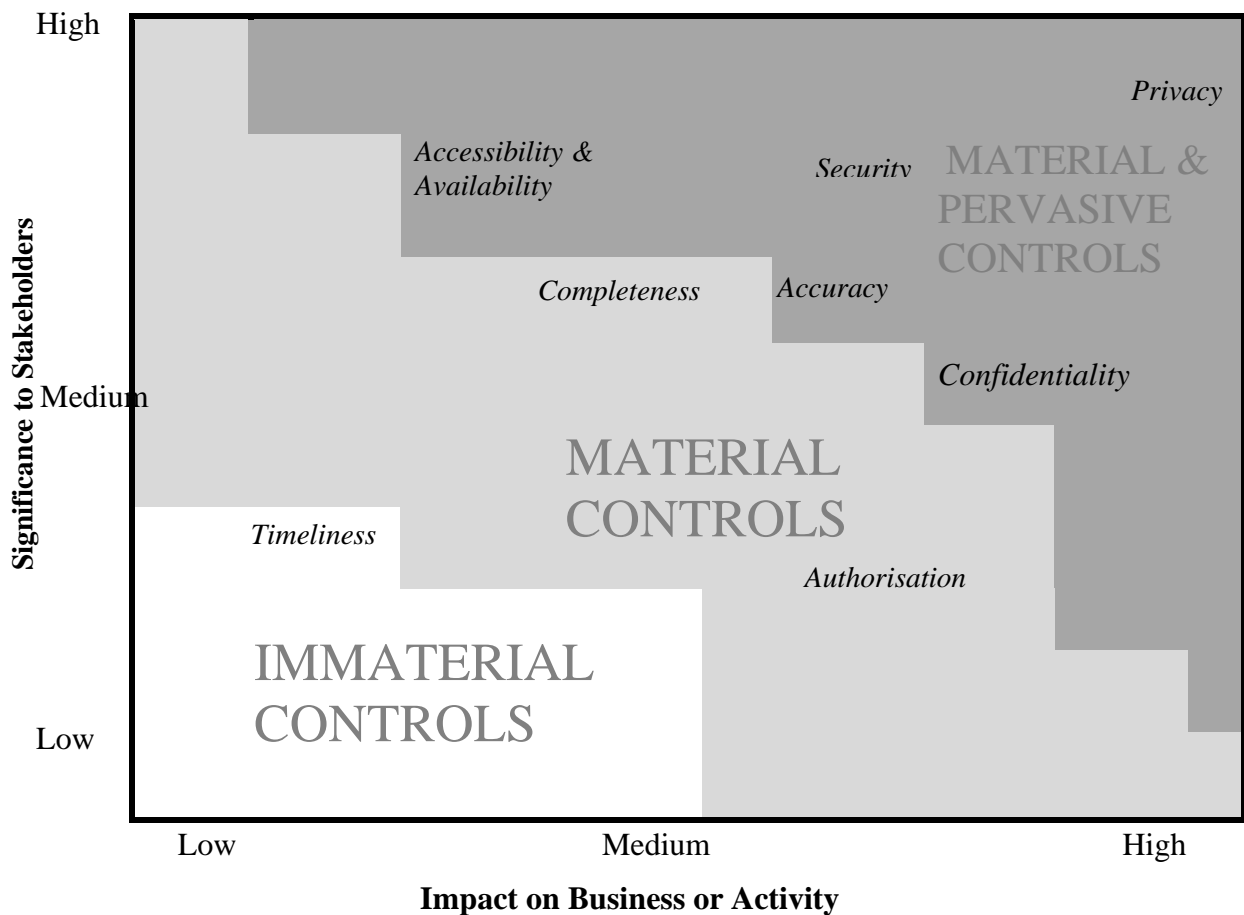 High
Privacy
Accessibility &
Availability
Security
MATERIAL &
PERVASIVE
CONTROLS
Completeness
Accuracy
Confidentiality
Significance to Stakeholders
Medium
MATERIAL
CONTROLS
Timeliness
Authorisation
IMMATERIAL
CONTROLS
Low
Low
Medium
High
Impact on Business or Activity